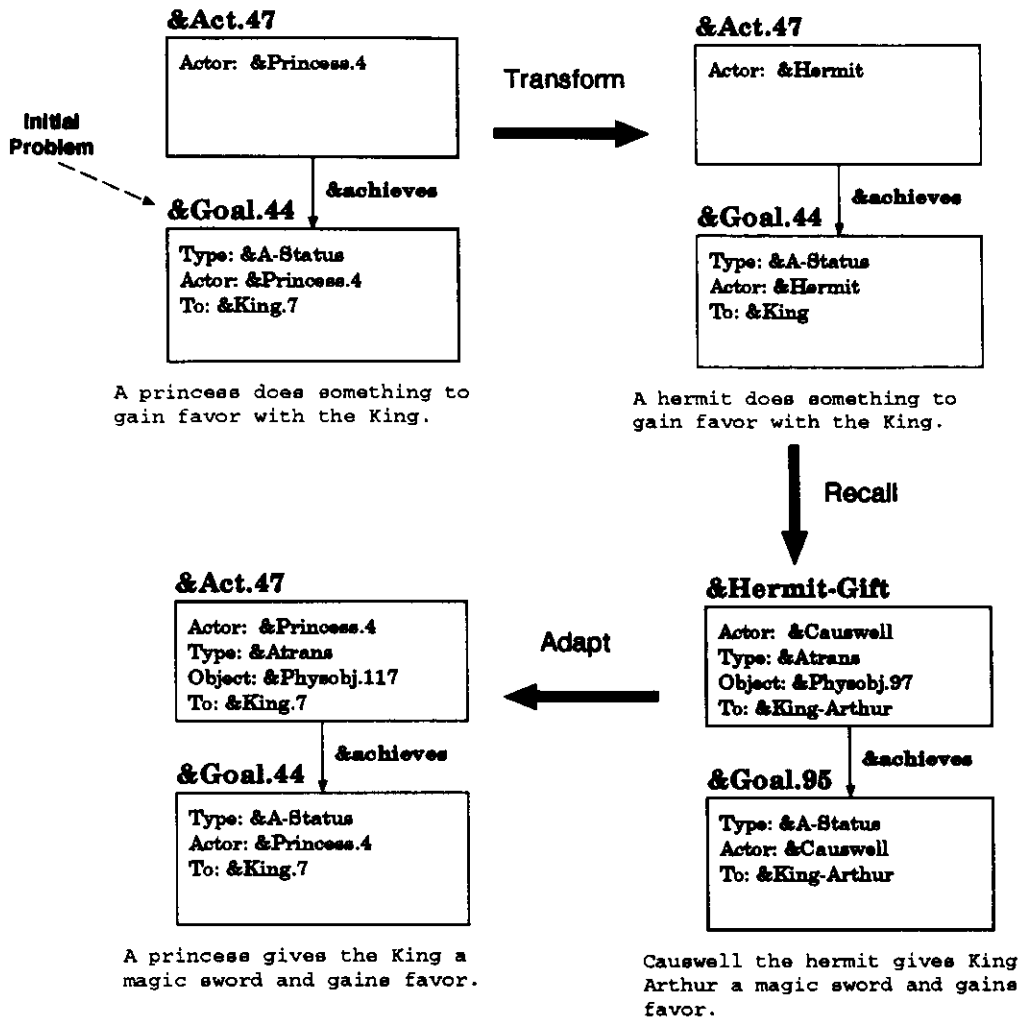 &Act.47
Actor: &Princess.4
Transform
&Act.47
Actor: &Hermit
Initial
Problem
&achieves
&Goal.44
Type: &A-Status
Actor: &Princess.4
To: &King.7
&achieves
&Goal.44
Type: &A-Status
Actor: &Hermit
To: &King
A princess does something to
gain favor with the King.
A hermit does something to
gain favor with the King.
Recall
&Hermit-Gift
Actor: &Causwell
Type: &Atrans
Object: &Physobj.97
To: &King-Arthur
&achieves
&Goal.95
Type: &A-Status
Actor: &Causwell
To: &King-Arthur
Causwell the hermit gives King
Arthur a magic sword and gains
favor.
Adapt
&Act.47
Actor: &Princess.4
Type: &Atrans
Object: &Physobj.117
To: &King.7
&achieves
&Goal.44
Type: &A-Status
Actor: &Princess.4
To: &King.7
A princess gives the King a
magic sword and gains favor.